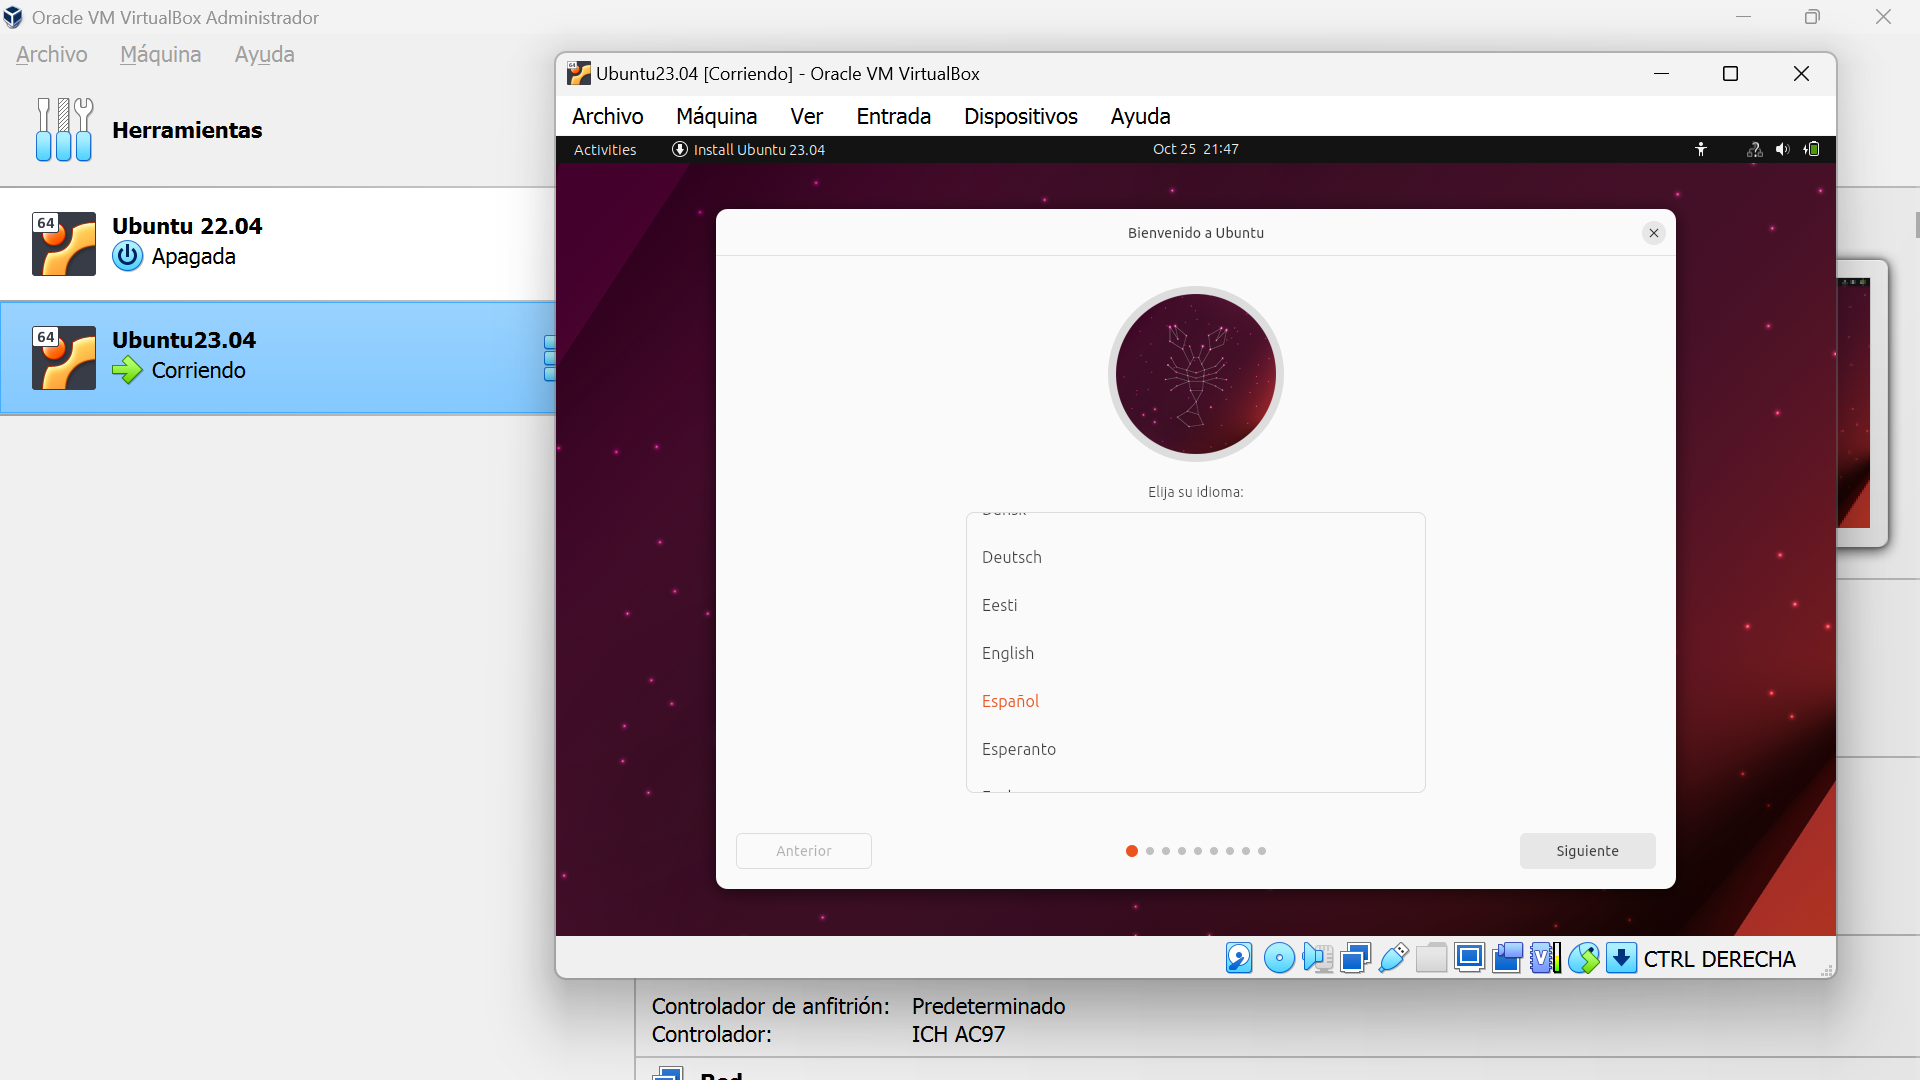 Oracle VM VirtualBox Administrador
Archivo Máquina Ayuda
Herramientas
64
Ubuntu 22.04
Apagada
64
Ubuntu23.04
Corriendo
Ubuntu23.04 [Corriendo] - Oracle VM VirtualBox
Archivo Máquina Ver Entrada Dispositivos Ayuda
Activities Install Ubuntu 23.04 Oct 25 21:47
Bienvenido a Ubuntu
Elija su idioma:
Dansk
Deutsch
Eesti
English
Español
Esperanto
Anterior
Siguiente
CTRL DERECHA
Controlador de anfitrión: Predeterminado
Controlador: ICH AC97
Red